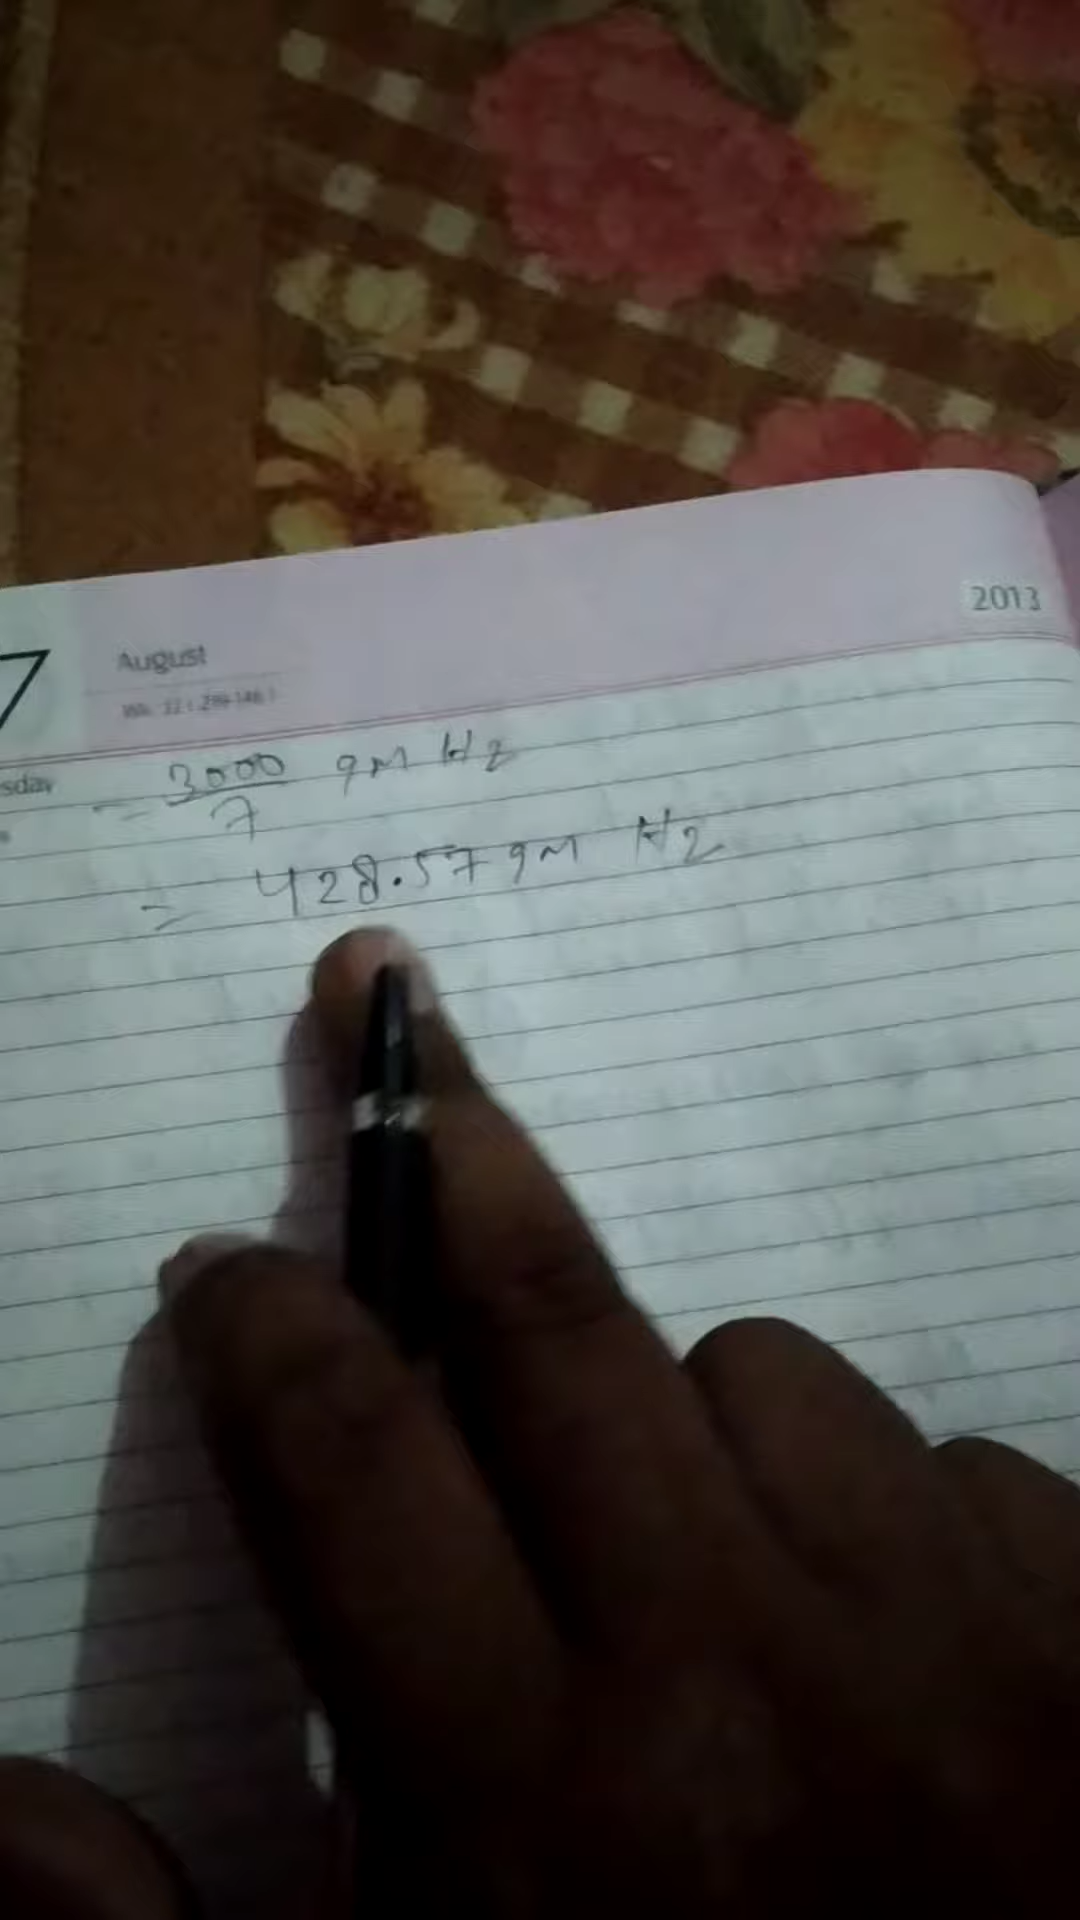 2013
7
August
sday
= 3000/7 gm H2
= 428.57 gm H2